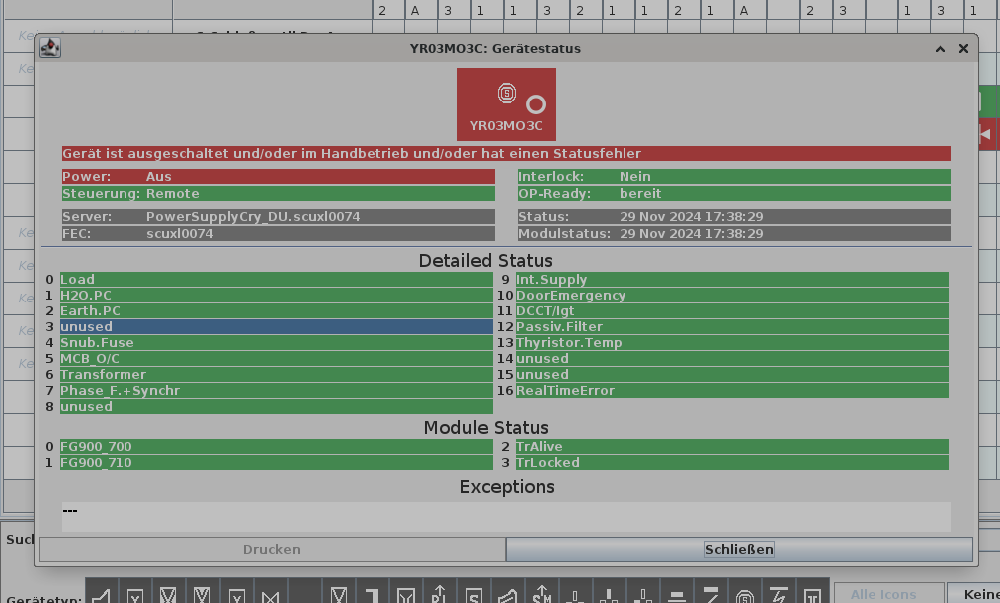 2 A 3 1 1 3 2 1 1 2 1 A 2 3 1 3 1
YR03MO3C: Gerätestatus
YR03MO3C
Gerät ist ausgeschaltet und/oder im Handbetrieb und/oder hat einen Statusfehler
Power: Aus
Interlock: Nein
Steuerung: Remote
OP-Ready: bereit
Server: PowerSupplyCry_DU.scuxl0074
Status: 29 Nov 2024 17:38:29
FEC: scuxl0074
Modulstatus: 29 Nov 2024 17:38:29
Detailed Status
0 Load
1 H2O.PC
2 Earth.PC
3 unused
4 Snub.Fuse
5 MCB_O/C
6 Transformer
7 Phase_F.+Synchr
8 unused
9 Int.Supply
10 DoorEmergency
11 DCCT/Igt
12 Passiv.Filter
13 Thyristor.Temp
14 unused
15 unused
16 RealTimeError
Module Status
0 FG900_700
1 FG900_710
2 TrAlive
3 TrLocked
Exceptions
---
Such
Drucken
Schließen
Gerätetyp:
Alle Icons
Keine